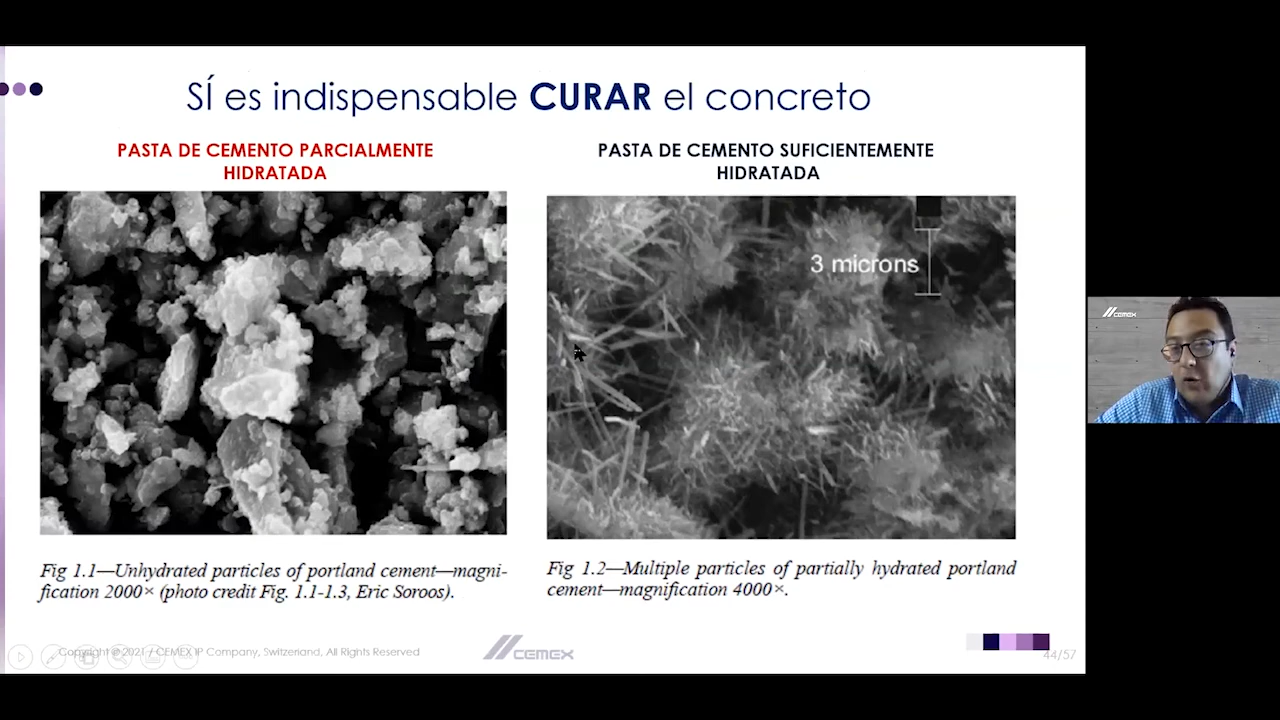 SÍ es indispensable CURAR el concreto
PASTA DE CEMENTO PARCIALMENTE
HIDRATADA
PASTA DE CEMENTO SUFICIENTEMENTE
HIDRATADA
3 microns
Fig 1.1—Unhydrated particles of portland cement—magni-
fication 2000× (photo credit Fig. 1.1-1.3, Eric Soroos).
Fig 1.2—Multiple particles of partially hydrated portland
cement—magnification 4000×.
Copyright @ 2021 / CEMEX IP Company, Switzerland, All Rights Reserved
CEMEX
44/57
CEMEX